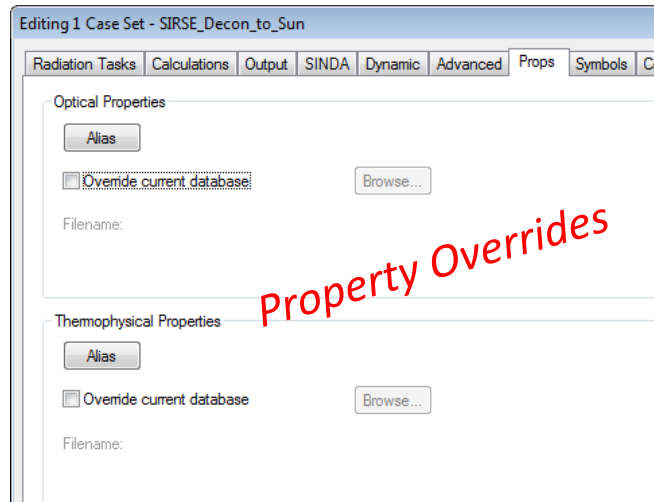 Editing 1 Case Set - SIRSE_Decon_to_Sun
Radiation Tasks Calculations Output SINDA Dynamic Advanced Props Symbols
Optical Properties
Alias
Override current database Browse...
Filename:
Property Overrides
Thermophysical Properties
Alias
Override current database Browse...
Filename: